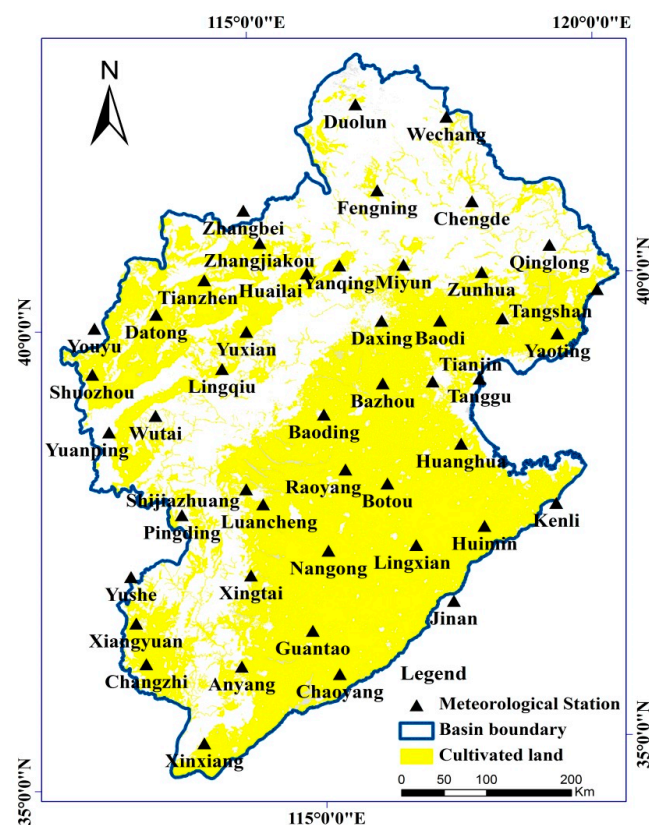 115°0'0"E
120°0'0"E
N
Duolun
Wechang
Fengning
Chengde
Zhangbei
Zhangjiakou
Qinglong
Yanqing
Miyun
Huailai
Zunhua
Tianzhen
40°0'0"N
40°0'0"N
Datong
Tangshan
Youyu
Yuxian
Daxing
Baodi
Yaoting
Tianjin
Lingqiu
Shuozhou
Bazhou
Tanggu
Wutai
Baoding
Yuanping
Huanghua
Raoyang
Shijiazhuang
Botou
Luancheng
Kenli
Pingding
Huimin
Lingxian
Nangong
Yushe
Xingtai
Jinan
Xiangyuan
Guantao
Changzhi
Anyang
Chaoyang
Legend
Meteorological Station
Basin boundary
Cultivated land
Xinxiang
0 50 100 200
Km
35°0'0"N
35°0'0"N
115°0'0"E